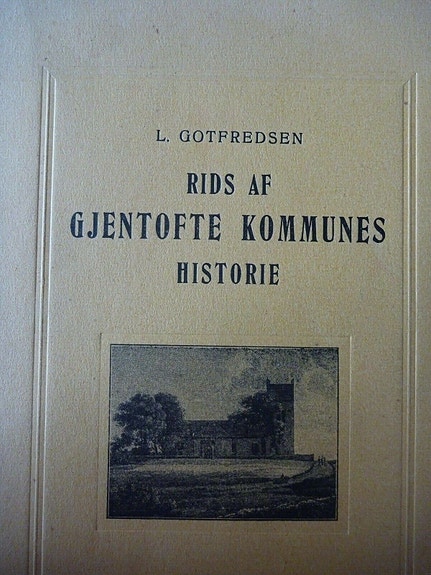 L. GOTFREDSEN
RIDS AF
GJENTOFTE KOMMUNES
HISTORIE